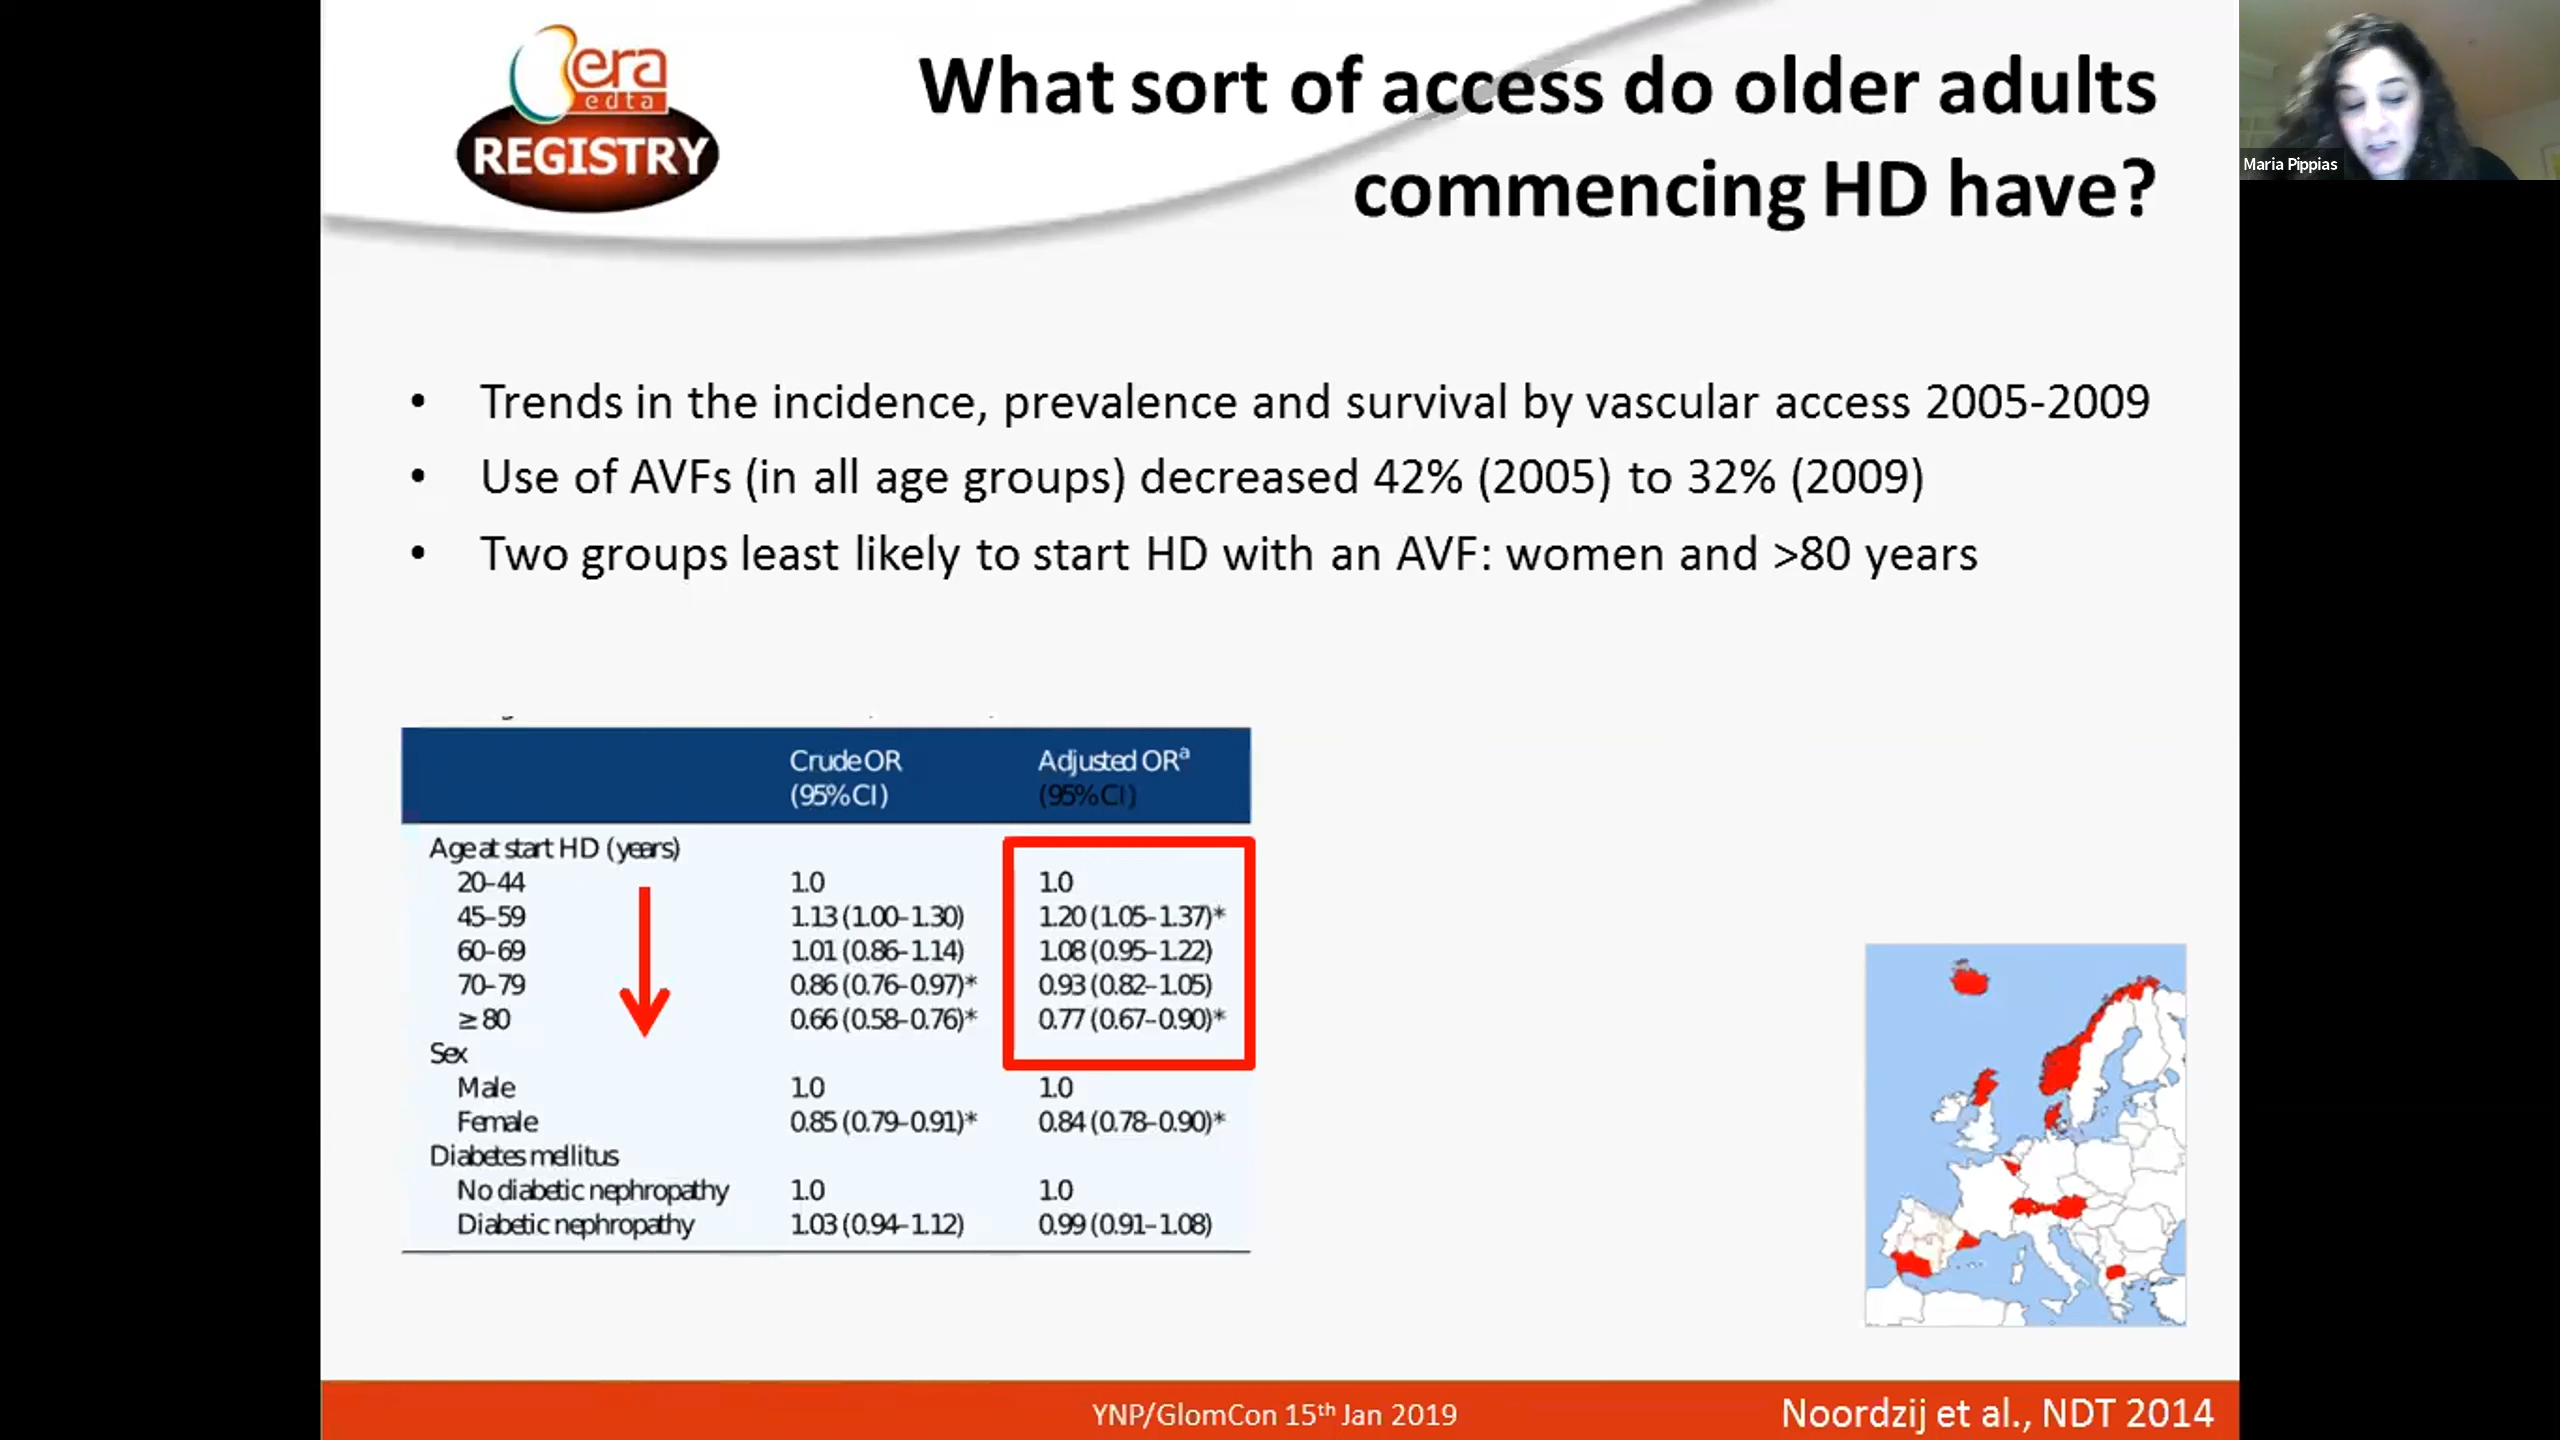 era
edta
REGISTRY
What sort of access do older adults
commencing HD have?
Maria Pippias
• Trends in the incidence, prevalence and survival by vascular access 2005-2009
• Use of AVFs (in all age groups) decreased 42% (2005) to 32% (2009)
• Two groups least likely to start HD with an AVF: women and >80 years
Crude OR Adjusted ORᵃ
(95% CI) (95% CI)
Age at start HD (years)
20–44 1.0 1.0
45–59 1.13 (1.00–1.30) 1.20 (1.05–1.37)*
60–69 1.01 (0.86–1.14) 1.08 (0.95–1.22)
70–79 0.86 (0.76–0.97)* 0.93 (0.82–1.05)
≥ 80 0.66 (0.58–0.76)* 0.77 (0.67–0.90)*
Sex
Male 1.0 1.0
Female 0.85 (0.79–0.91)* 0.84 (0.78–0.90)*
Diabetes mellitus
No diabetic nephropathy 1.0 1.0
Diabetic nephropathy 1.03 (0.94–1.12) 0.99 (0.91–1.08)
YNP/GlomCon 15ᵗʰ Jan 2019
Noordzij et al., NDT 2014